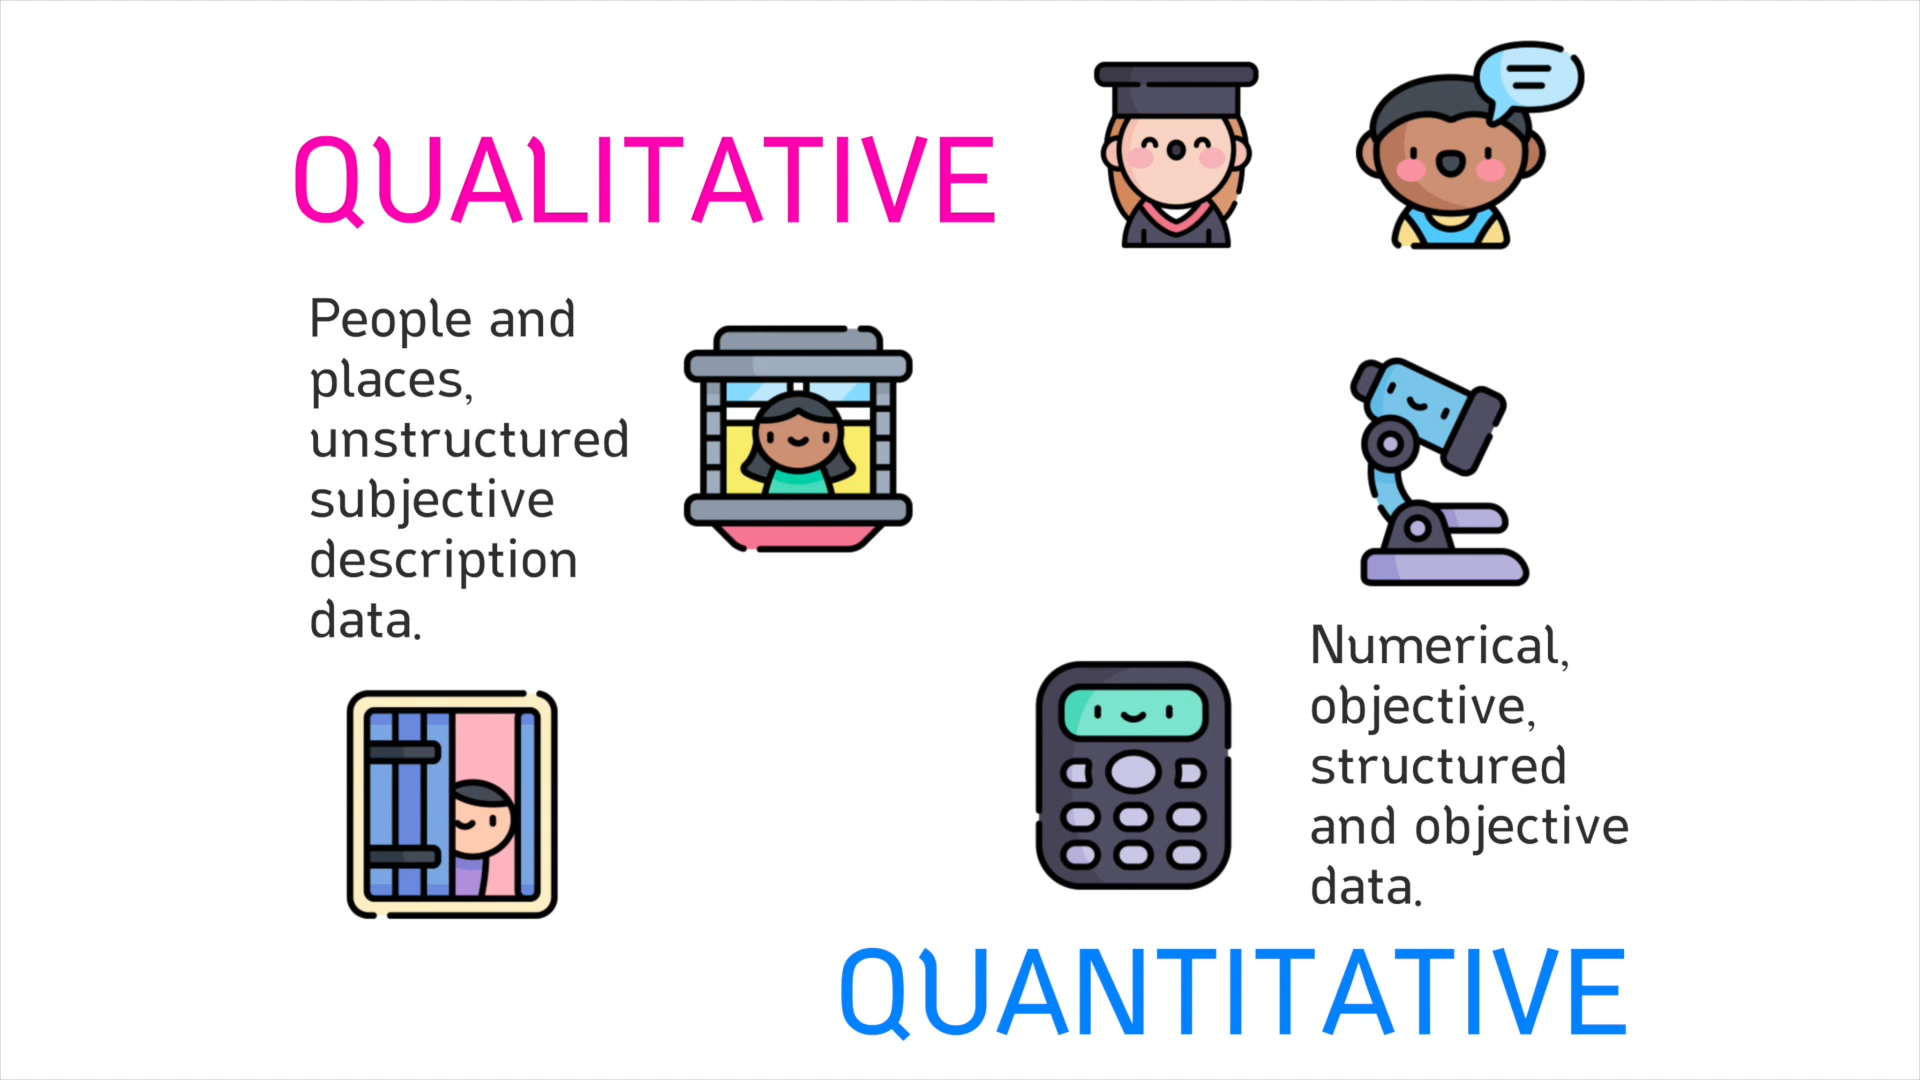 QUALITATIVE
People and
places,
unstructured
subjective
description
data.
Numerical,
objective,
structured
and objective
data.
QUANTITATIVE